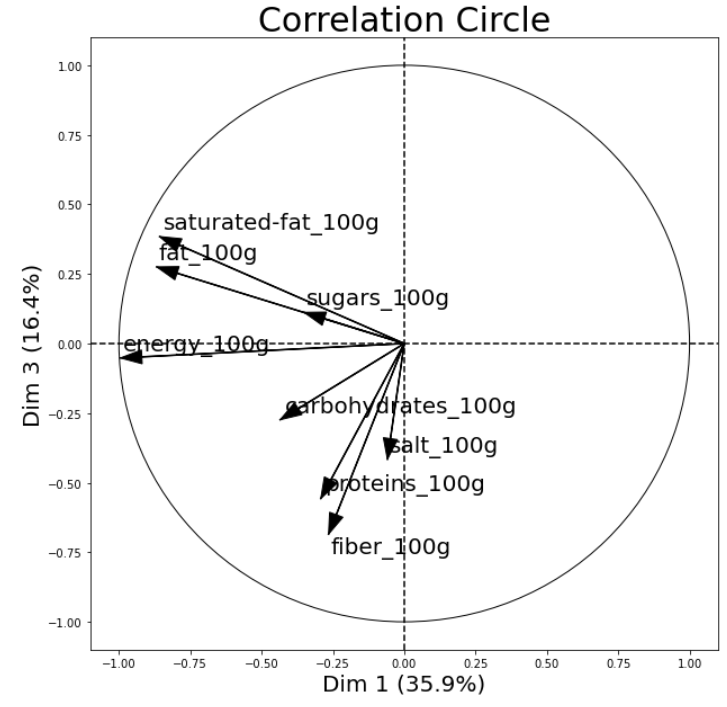 Correlation Circle
1.00
0.75
0.50
0.25
0.00
−0.25
−0.50
−0.75
−1.00
Dim 3 (16.4%)
saturated-fat_100g
fat_100g
sugars_100g
energy_100g
carbohydrates_100g
salt_100g
proteins_100g
fiber_100g
−1.00 −0.75 −0.50 −0.25 0.00 0.25 0.50 0.75 1.00
Dim 1 (35.9%)